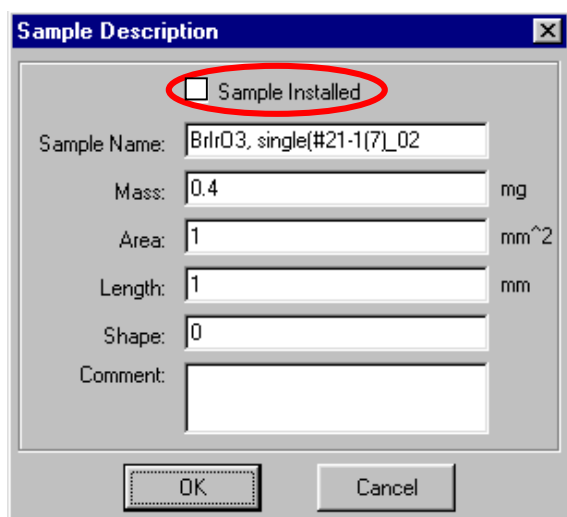 Sample Description
Sample Installed
Sample Name: BrIrO3, single(#21-1(7)_02
Mass: 0.4 mg
Area: 1 mm^2
Length: 1 mm
Shape: 0
Comment:
OK Cancel